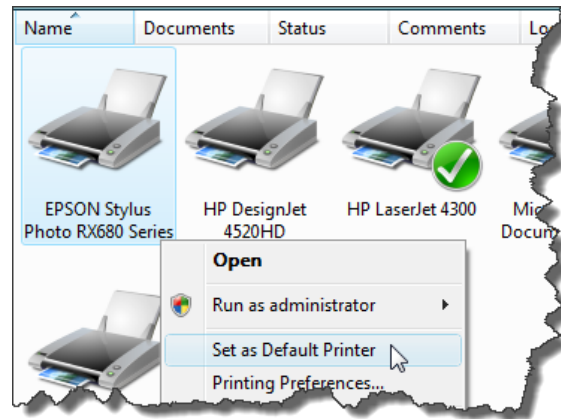 Name Documents Status Comments
EPSON Stylus HP DesignJet HP LaserJet 4300
Photo RX680 Series 4520HD
Open
Run as administrator
Set as Default Printer
Printing Preferences...